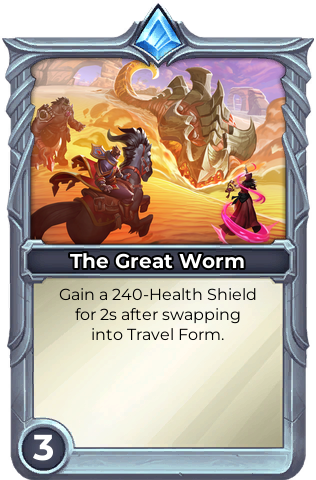 The Great Worm
Gain a 240-Health Shield
for 2s after swapping
into Travel Form.
3